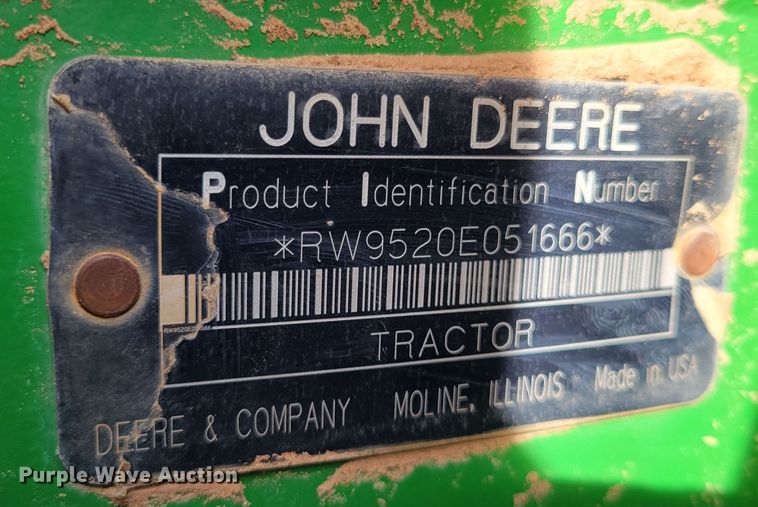 JOHN DEERE
Product Identification Number
*RW9520E051666*
TRACTOR
DEERE & COMPANY MOLINE, ILLINOIS Made in USA
Purple Wave Auction